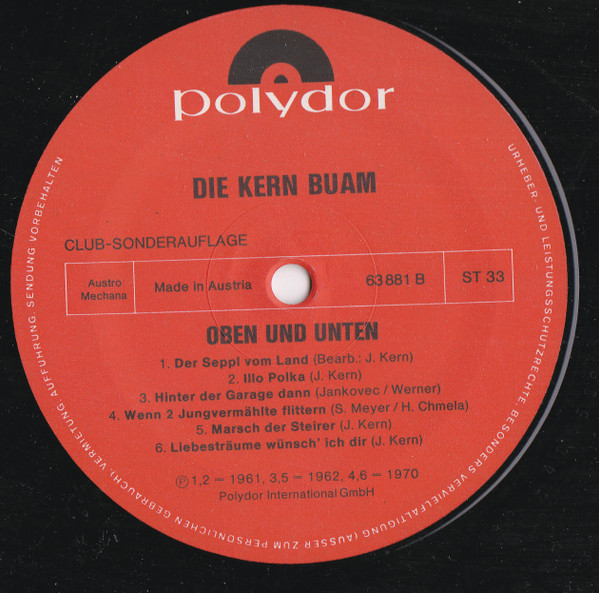 polydor
DIE KERN BUAM
CLUB-SONDERAUFLAGE
Austro Mechana
Made in Austria
63 881 B
ST 33
OBEN UND UNTEN
1. Der Seppl vom Land (Bearb.: J. Kern)
2. Illo Polka (J. Kern)
3. Hinter der Garage dann (Jankovec / Werner)
4. Wenn 2 Jungvermählte flittern (S. Meyer / H. Chmela)
5. Marsch der Steirer (J. Kern)
6. Liebesträume wünsch' ich dir (J. Kern)
Ⓟ 1,2 = 1961, 3,5 = 1962, 4,6 = 1970
Polydor International GmbH
URHEBER- UND LEISTUNGSSCHUTZRECHTE: BESONDERS VERVIELFÄLTIGUNG (AUSSER ZUM PERSÖNLICHEN GEBRAUCH), VERMIETUNG, AUFFÜHRUNG, SENDUNG VORBEHALTEN